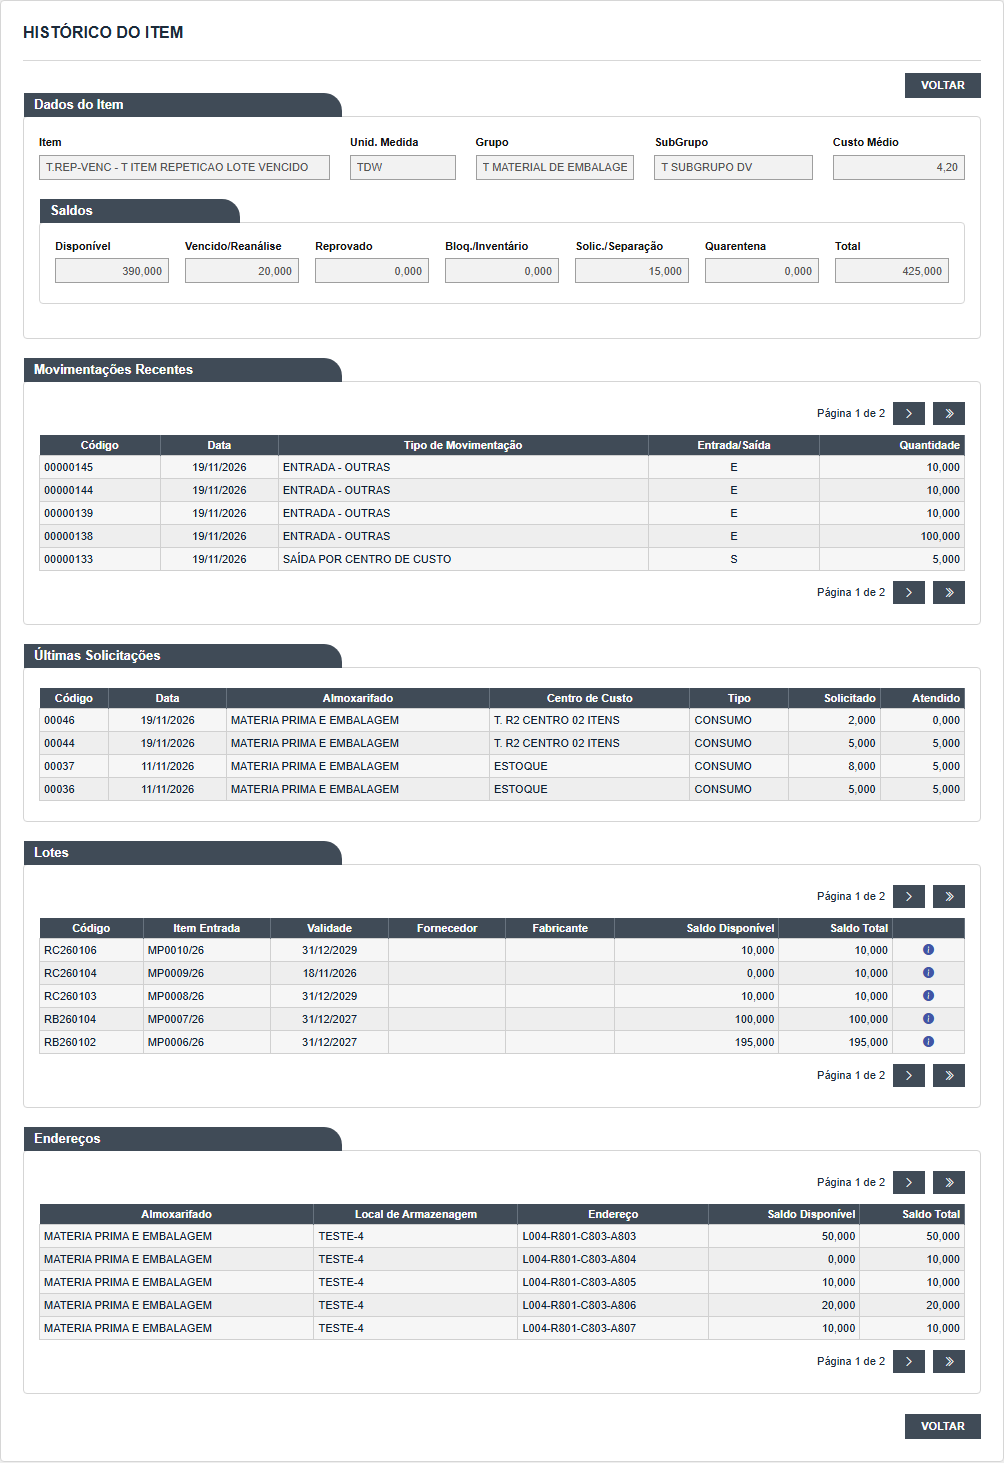 HISTÓRICO DO ITEM
VOLTAR
Dados do Item
Item Unid. Medida Grupo SubGrupo Custo Médio
T.REP-VENC - T ITEM REPETICAO LOTE VENCIDO TDW T MATERIAL DE EMBALAGE T SUBGRUPO DV 4,20
Saldos
Disponível Vencido/Reanálise Reprovado Bloq./Inventário Solic./Separação Quarentena Total
390,000 20,000 0,000 0,000 15,000 0,000 425,000
Movimentações Recentes
Página 1 de 2
Código Data Tipo de Movimentação Entrada/Saída Quantidade
00000145 19/11/2026 ENTRADA - OUTRAS E 10,000
00000144 19/11/2026 ENTRADA - OUTRAS E 10,000
00000139 19/11/2026 ENTRADA - OUTRAS E 10,000
00000138 19/11/2026 ENTRADA - OUTRAS E 100,000
00000133 19/11/2026 SAÍDA POR CENTRO DE CUSTO S 5,000
Página 1 de 2
Últimas Solicitações
Código Data Almoxarifado Centro de Custo Tipo Solicitado Atendido
00046 19/11/2026 MATERIA PRIMA E EMBALAGEM T. R2 CENTRO 02 ITENS CONSUMO 2,000 0,000
00044 19/11/2026 MATERIA PRIMA E EMBALAGEM T. R2 CENTRO 02 ITENS CONSUMO 5,000 5,000
00037 11/11/2026 MATERIA PRIMA E EMBALAGEM ESTOQUE CONSUMO 8,000 5,000
00036 11/11/2026 MATERIA PRIMA E EMBALAGEM ESTOQUE CONSUMO 5,000 5,000
Lotes
Página 1 de 2
Código Item Entrada Validade Fornecedor Fabricante Saldo Disponível Saldo Total
RC260106 MP0010/26 31/12/2029 10,000 10,000
RC260104 MP0009/26 18/11/2026 0,000 10,000
RC260103 MP0008/26 31/12/2029 10,000 10,000
RB260104 MP0007/26 31/12/2027 100,000 100,000
RB260102 MP0006/26 31/12/2027 195,000 195,000
Página 1 de 2
Endereços
Página 1 de 2
Almoxarifado Local de Armazenagem Endereço Saldo Disponível Saldo Total
MATERIA PRIMA E EMBALAGEM TESTE-4 L004-R801-C803-A803 50,000 50,000
MATERIA PRIMA E EMBALAGEM TESTE-4 L004-R801-C803-A804 0,000 10,000
MATERIA PRIMA E EMBALAGEM TESTE-4 L004-R801-C803-A805 10,000 10,000
MATERIA PRIMA E EMBALAGEM TESTE-4 L004-R801-C803-A806 20,000 20,000
MATERIA PRIMA E EMBALAGEM TESTE-4 L004-R801-C803-A807 10,000 10,000
Página 1 de 2
VOLTAR